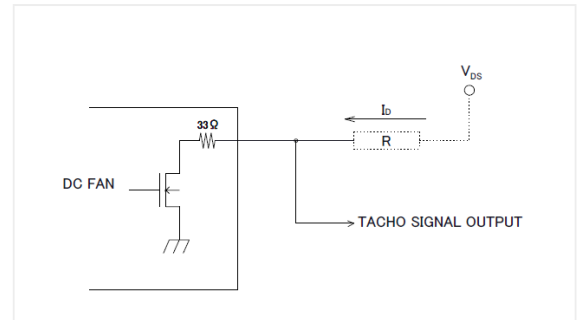 V_DS
I_D
33Ω
R
DC FAN
TACHO SIGNAL OUTPUT